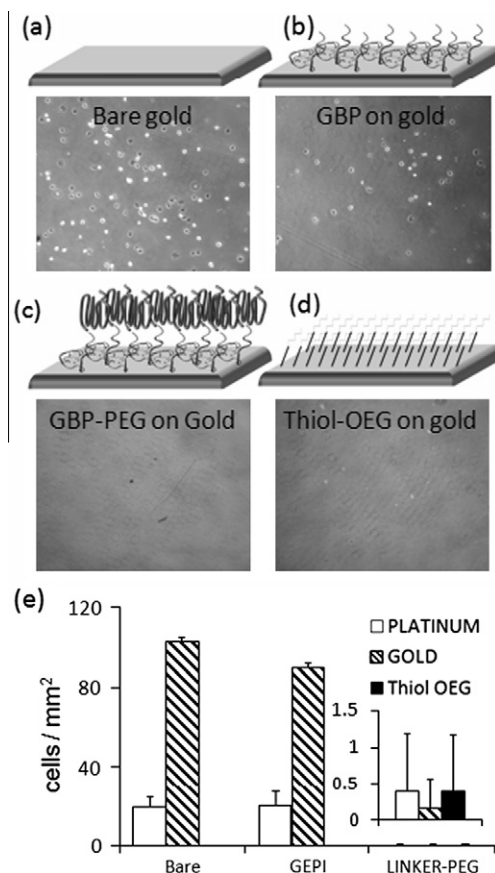 (a)
(b)
Bare gold
GBP on gold
(c)
(d)
GBP-PEG on Gold
Thiol-OEG on gold
(e)
120
80
40
0
cells / mm²
PLATINUM
GOLD
Thiol OEG
1.5
1
0.5
0
Bare
GEPI
LINKER-PEG